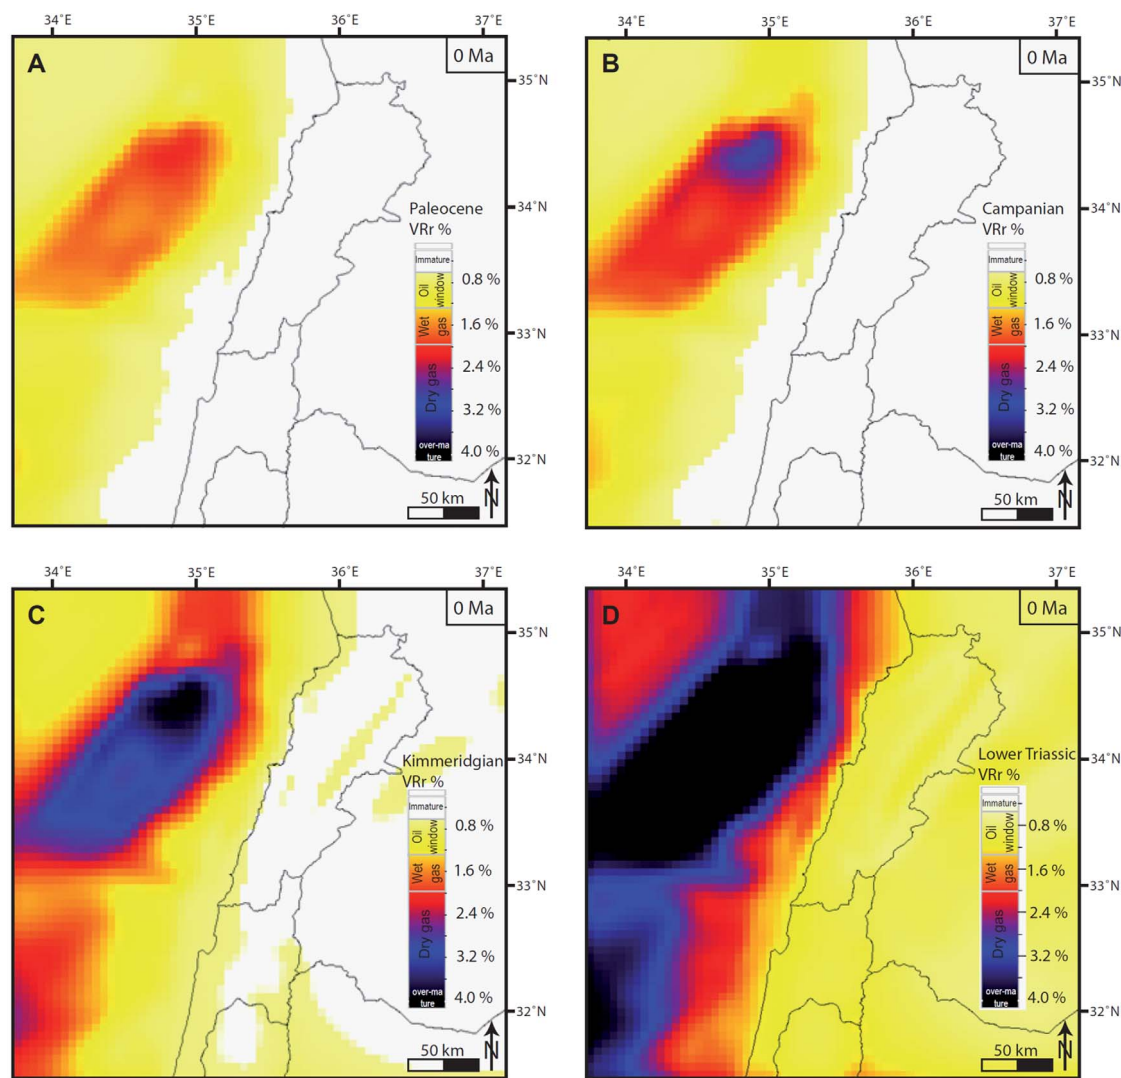 34°E 35°E 36°E 37°E
A
0 Ma
35°N
34°N
33°N
32°N
Paleocene
VRr %
Immature
Oil window
Wet gas
Dry gas
over-ma
ture
0.8 %
1.6 %
2.4 %
3.2 %
4.0 %
50 km
N
34°E 35°E 36°E 37°E
B
0 Ma
35°N
34°N
33°N
32°N
Campanian
VRr %
Immature
Oil window
Wet gas
Dry gas
over-ma
ture
0.8 %
1.6 %
2.4 %
3.2 %
4.0 %
50 km
N
34°E 35°E 36°E 37°E
C
0 Ma
35°N
34°N
33°N
32°N
Kimmeridgian
VRr %
Immature
Oil window
Wet gas
Dry gas
over-ma
ture
0.8 %
1.6 %
2.4 %
3.2 %
4.0 %
50 km
N
34°E 35°E 36°E 37°E
D
0 Ma
35°N
34°N
33°N
32°N
Lower Triassic
VRr %
Immature
Oil window
Wet gas
Dry gas
over-ma
ture
0.8 %
1.6 %
2.4 %
3.2 %
4.0 %
50 km
N